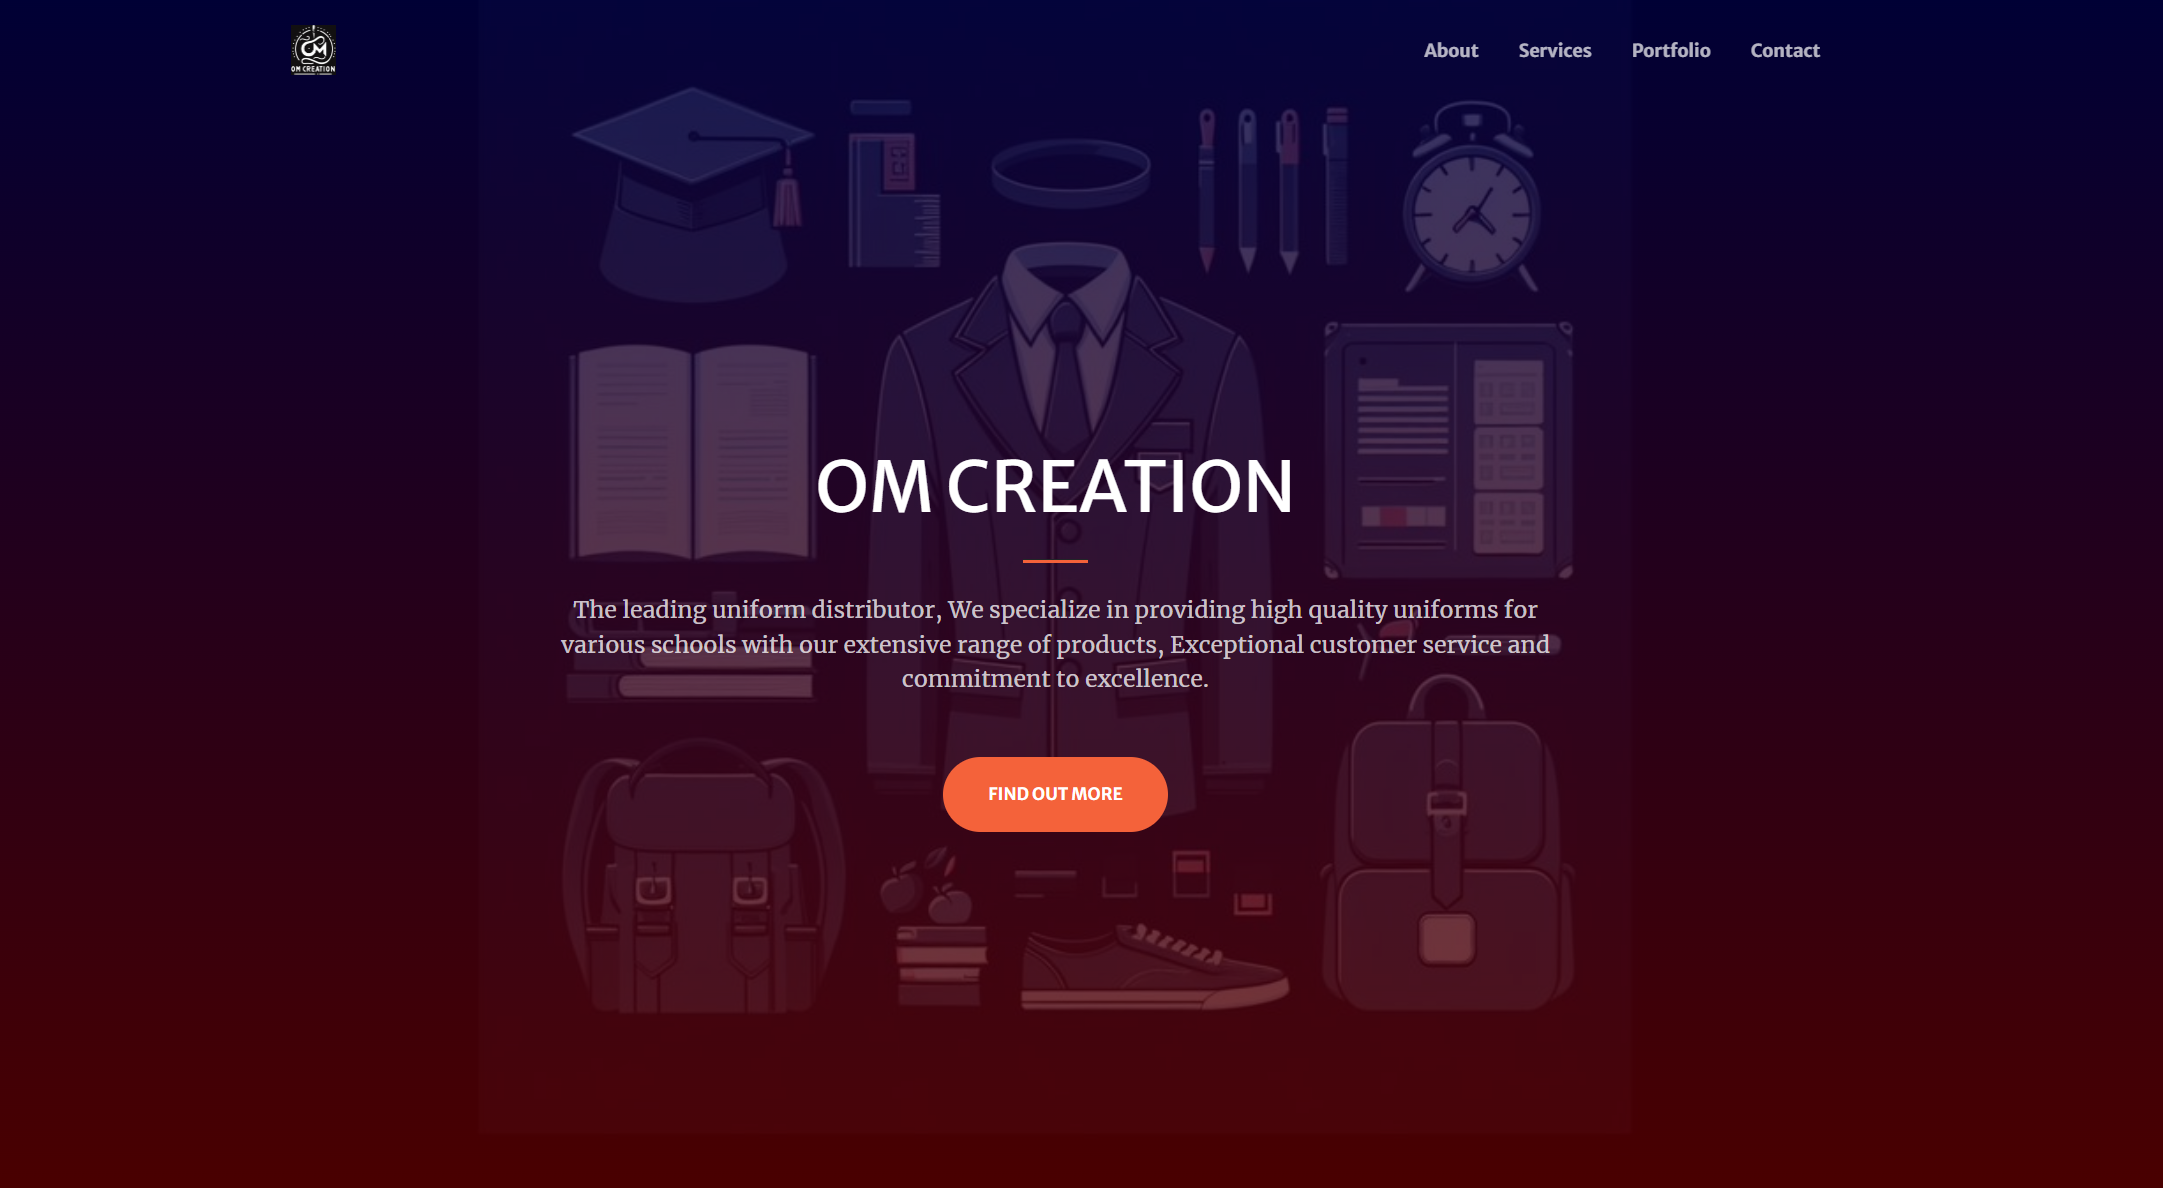 OM
OM CREATION
About Services Portfolio Contact
OM CREATION
The leading uniform distributor, We specialize in providing high quality uniforms for
various schools with our extensive range of products, Exceptional customer service and
commitment to excellence.
FIND OUT MORE